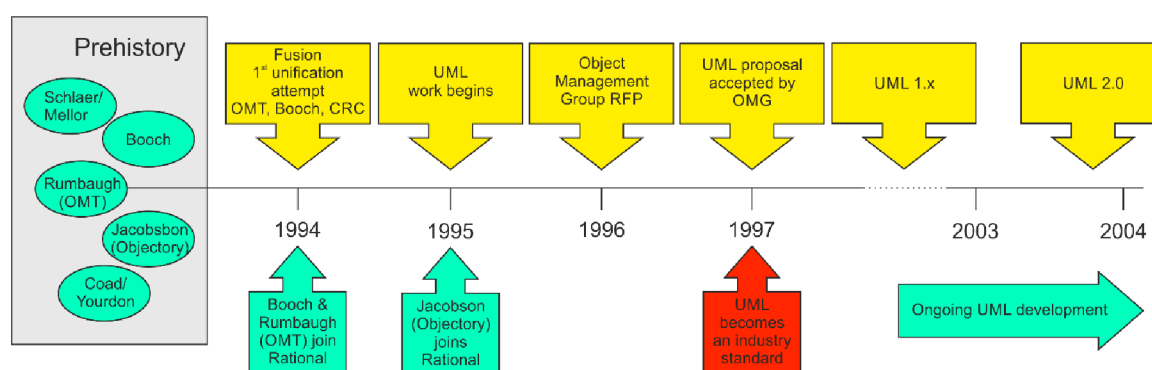 Prehistory
Schlaer/
Mellor
Booch
Rumbaugh
(OMT)
Jacobsbon
(Objectory)
Coad/
Yourdon
Fusion
1st unification
attempt
OMT, Booch, CRC
UML
work begins
Object
Management
Group RFP
UML proposal
accepted by
OMG
UML 1.x
UML 2.0
1994
1995
1996
1997
2003
2004
Booch &
Rumbaugh
(OMT) join
Rational
Jacobson
(Objectory)
joins
Rational
UML
becomes
an industry
standard
Ongoing UML development